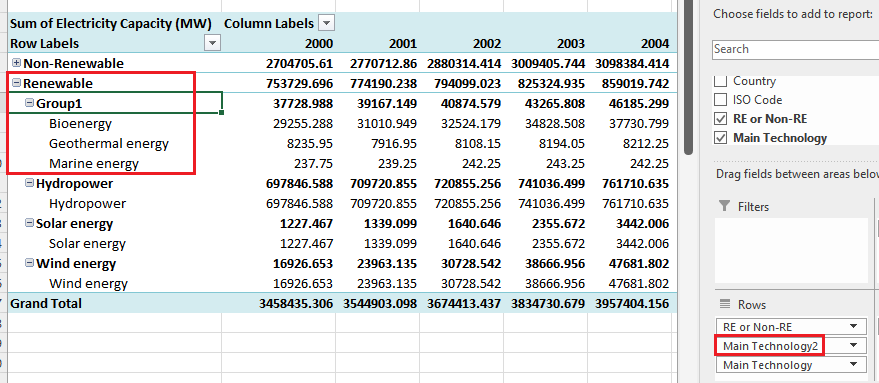 Sum of Electricity Capacity (MW) Column Labels
Row Labels 2000 2001 2002 2003 2004
Non-Renewable 2704705.61 2770712.86 2880314.414 3009405.744 3098384.414
Renewable 753729.696 774190.238 794099.023 825324.935 859019.742
Group1 37728.988 39167.149 40874.579 43265.808 46185.299
Bioenergy 29255.288 31010.949 32524.179 34828.508 37730.799
Geothermal energy 8235.95 7916.95 8108.15 8194.05 8212.25
Marine energy 237.75 239.25 242.25 243.25 242.25
Hydropower 697846.588 709720.855 720855.256 741036.499 761710.635
Hydropower 697846.588 709720.855 720855.256 741036.499 761710.635
Solar energy 1227.467 1339.099 1640.646 2355.672 3442.006
Solar energy 1227.467 1339.099 1640.646 2355.672 3442.006
Wind energy 16926.653 23963.135 30728.542 38666.956 47681.802
Wind energy 16926.653 23963.135 30728.542 38666.956 47681.802
Grand Total 3458435.306 3544903.098 3674413.437 3834730.679 3957404.156
Choose fields to add to report:
Search
Country
ISO Code
RE or Non-RE
Main Technology
Drag fields between areas below
Filters
Rows
RE or Non-RE
Main Technology2
Main Technology